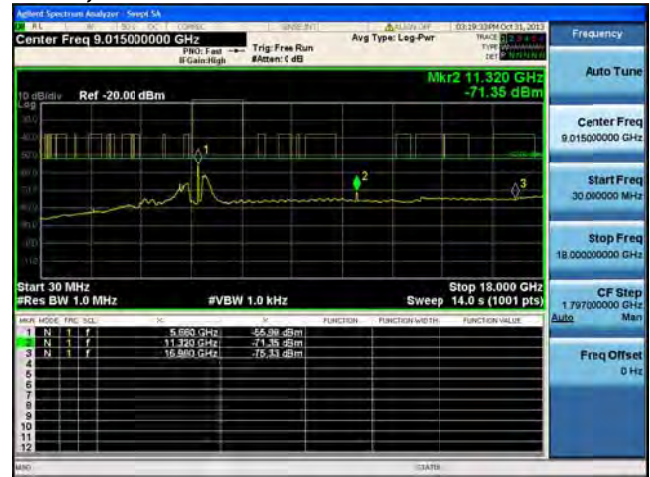 Agilent Spectrum Analyzer - Swept SA
Center Freq 9.015000000 GHz
PNO: Fast
IFGain:High
Trig: Free Run
Avg Type: Log-Pwr
03:19:33PM Oct 31, 2013
TRACE
TYPE
DET
Frequency
Auto Tune
Center Freq
9.015000000 GHz
Start Freq
30.000000 MHz
Stop Freq
18.000000000 GHz
CF Step
1.797000000 GHz
Auto Man
Freq Offset
0 Hz
Mkr2 11.320 GHz
-71.35 dBm
10 dB/div Ref -20.00 dBm
Log
1
2
3
Start 30 MHz
Stop 18.000 GHz
#Res BW 1.0 MHz
#VBW 1.0 kHz
Sweep 14.0 s (1001 pts)
MKR MODE TRC SCL X Y FUNCTION FUNCTION WIDTH FUNCTION VALUE
1 N 1 f 5.660 GHz -55.98 dBm
2 N 1 f 11.320 GHz -71.35 dBm
3 N 1 f 16.980 GHz -75.33 dBm
4
5
6
7
8
9
10
11
12
MSG
STATUS